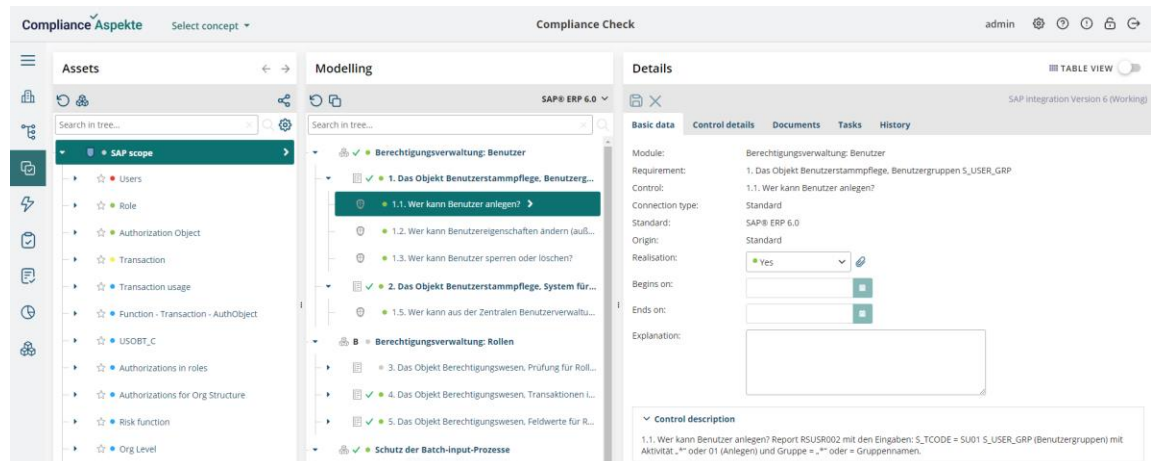 Compliance Aspekte
Select concept
Compliance Check
admin
Assets
Search in tree...
SAP scope
Users
Role
Authorization Object
Transaction
Transaction usage
Function - Transaction - AuthObject
USOBT_C
Authorizations in roles
Authorizations for Org Structure
Risk function
Org Level
Modelling
SAP® ERP 6.0
Search in tree...
Berechtigungsverwaltung: Benutzer
1. Das Objekt Benutzerstammpflege, Benutzerg...
1.1. Wer kann Benutzer anlegen?
1.2. Wer kann Benutzereigenschaften ändern (auß...
1.3. Wer kann Benutzer sperren oder löschen?
2. Das Objekt Benutzerstammpflege, System für...
1.5. Wer kann aus der Zentralen Benutzerverwaltu...
B Berechtigungsverwaltung: Rollen
3. Das Objekt Berechtigungswesen, Prüfung für Roll...
4. Das Objekt Berechtigungswesen, Transaktionen i...
5. Das Objekt Berechtigungswesen, Feldwerte für R...
Schutz der Batch-input-Prozesse
Details
TABLE VIEW
SAP integration Version 6 (Working)
Basic data Control details Documents Tasks History
Module: Berechtigungsverwaltung: Benutzer
Requirement: 1. Das Objekt Benutzerstammpflege, Benutzergruppen S_USER_GRP
Control: 1.1. Wer kann Benutzer anlegen?
Connection type: Standard
Standard: SAP® ERP 6.0
Origin: Standard
Realisation: Yes
Begins on:
Ends on:
Explanation:
Control description
1.1. Wer kann Benutzer anlegen? Report RSUSR002 mit den Eingaben: S_TCODE = SU01 S_USER_GRP (Benutzergruppen) mit
Aktivität „*" oder 01 (Anlegen) und Gruppe = „*" oder = Gruppennamen.